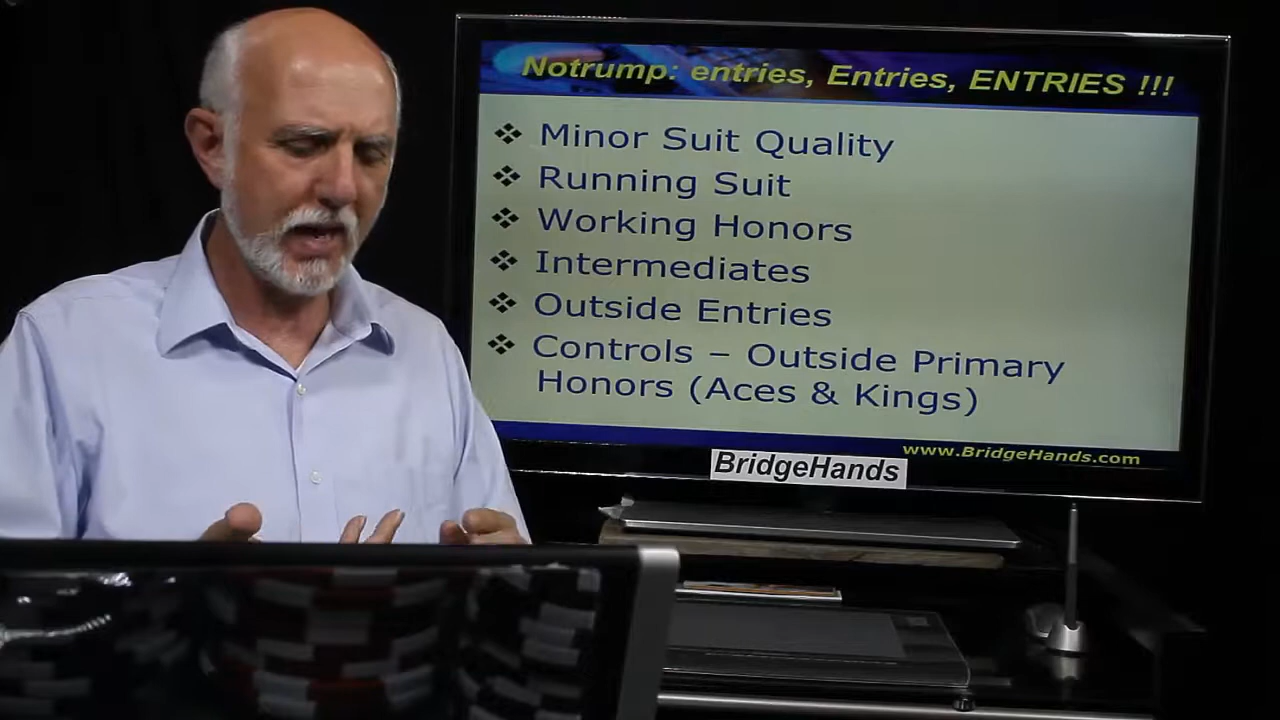 Notrump: entries, Entries, ENTRIES !!!
Minor Suit Quality
Running Suit
Working Honors
Intermediates
Outside Entries
Controls – Outside Primary
Honors (Aces & Kings)
www.BridgeHands.com
BridgeHands